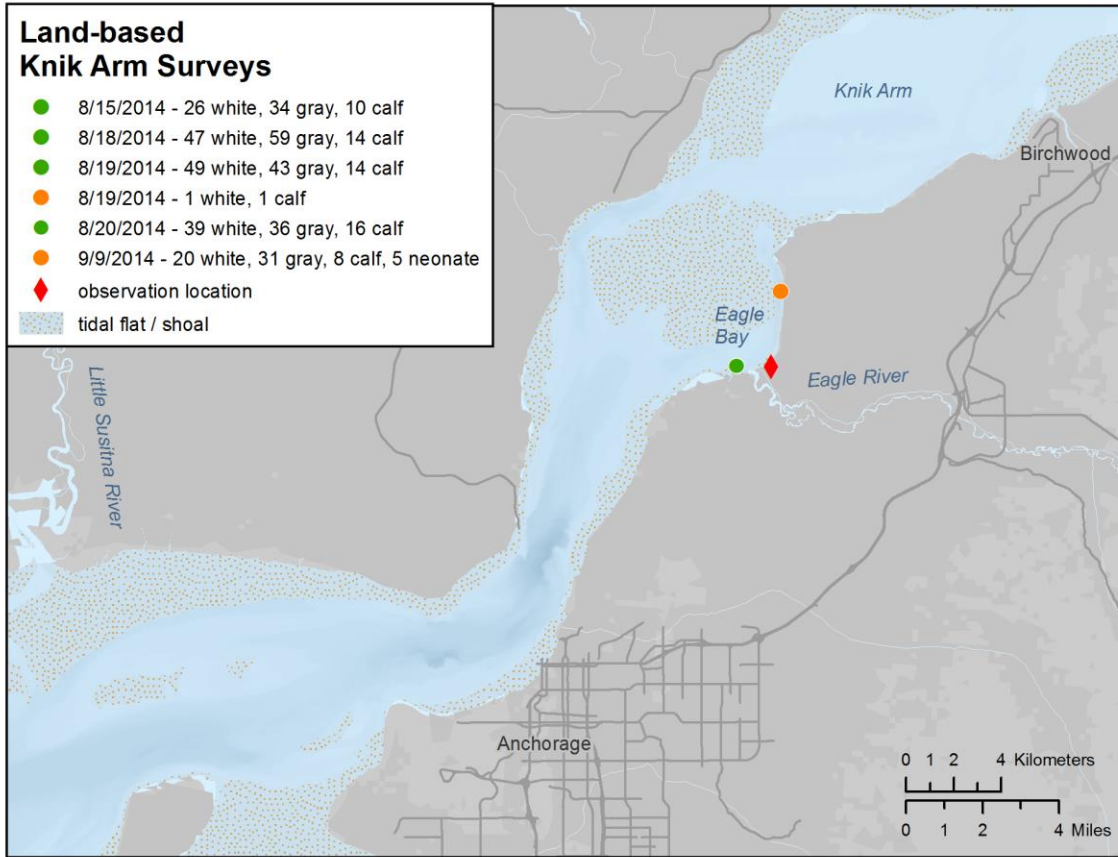 Land-based
Knik Arm Surveys
8/15/2014 - 26 white, 34 gray, 10 calf
8/18/2014 - 47 white, 59 gray, 14 calf
8/19/2014 - 49 white, 43 gray, 14 calf
8/19/2014 - 1 white, 1 calf
8/20/2014 - 39 white, 36 gray, 16 calf
9/9/2014 - 20 white, 31 gray, 8 calf, 5 neonate
observation location
tidal flat / shoal
Knik Arm
Birchwood
Eagle
Bay
Eagle River
Little Susitna River
Anchorage
0 1 2 4 Kilometers
0 1 2 4 Miles